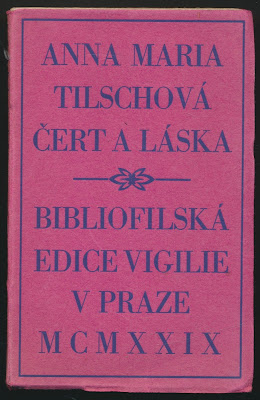 ANNA MARIA
TILSCHOVÁ
ČERT A LÁSKA
BIBLIOFILSKÁ
EDICE VIGILIE
V PRAZE
MCMXXIX